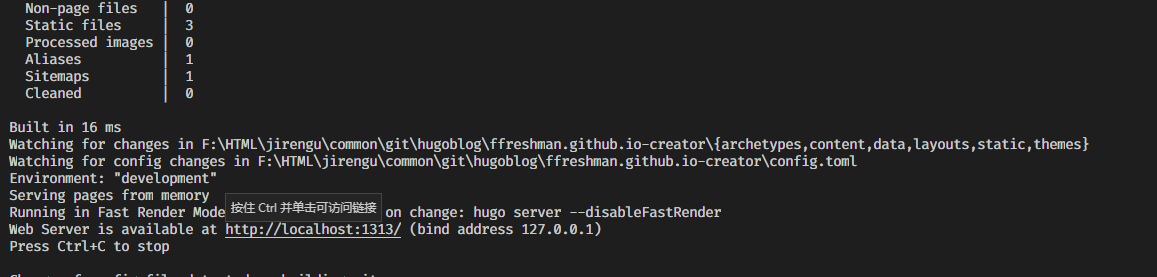 Non-page files | 0
Static files | 3
Processed images | 0
Aliases | 1
Sitemaps | 1
Cleaned | 0
Built in 16 ms
Watching for changes in F:\HTML\jirengu\common\git\hugoblog\ffreshman.github.io-creator\{archetypes,content,data,layouts,static,themes}
Watching for config changes in F:\HTML\jirengu\common\git\hugoblog\ffreshman.github.io-creator\config.toml
Environment: "development"
Serving pages from memory
按住 Ctrl 并单击可访问链接
Running in Fast Render Mode on change: hugo server --disableFastRender
Web Server is available at http://localhost:1313/ (bind address 127.0.0.1)
Press Ctrl+C to stop